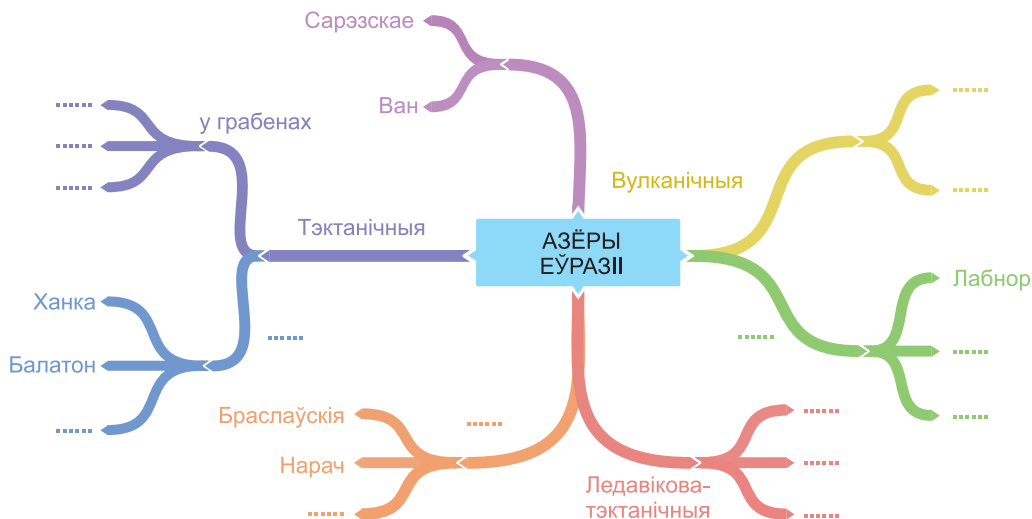 Сарэзскае
Ван
......
......
......
у грабенах
Вулканічныя
......
......
Тэктанічныя
АЗЁРЫ
ЕЎРАЗІІ
Лабнор
......
......
......
Ханка
Балатон
......
......
Браслаўскія
Нарач
......
......
Ледавікова-
тэктанічныя
......
......
......